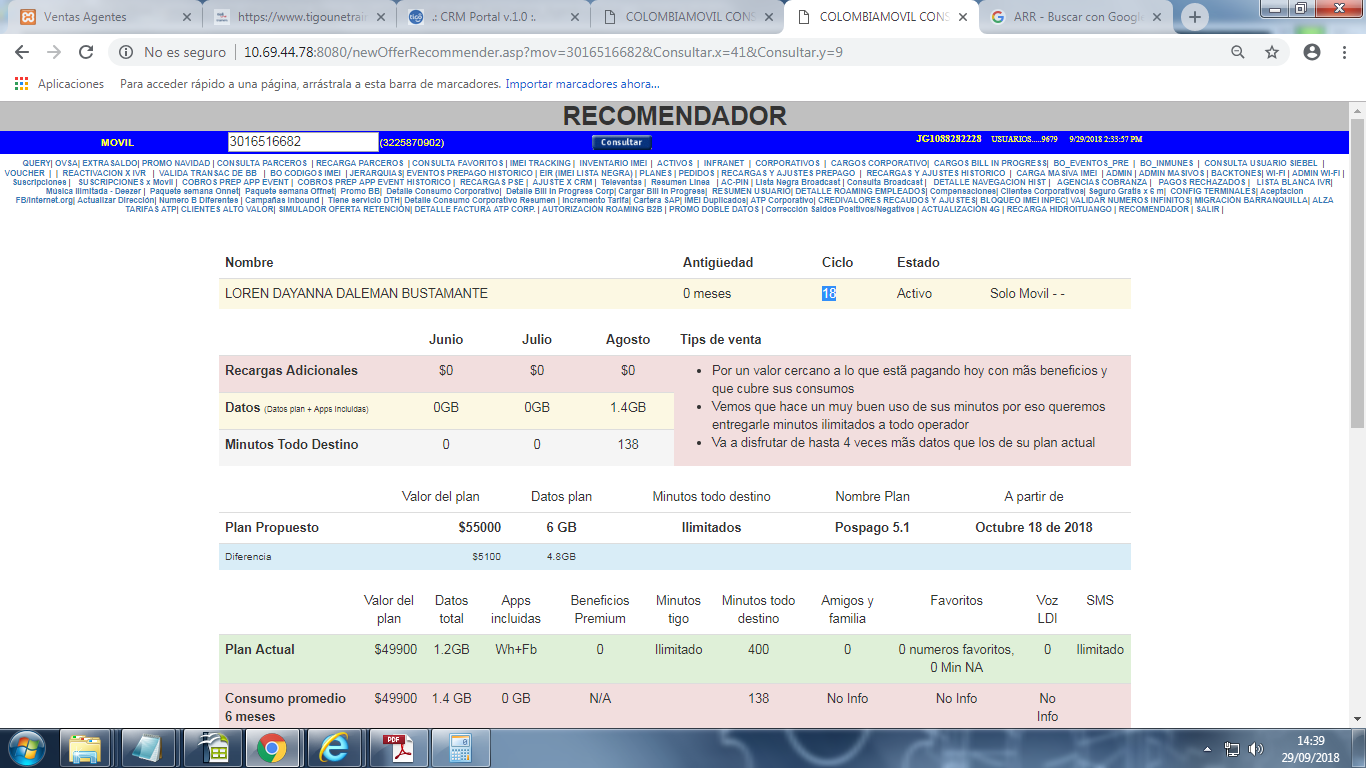 Ventas Agentes
https://www.tigounetrain
.: CRM Portal v.1.0 :.
COLOMBIAMOVIL CONS
COLOMBIAMOVIL CONS
ARR - Buscar con Google
No es seguro | 10.69.44.78:8080/newOfferRecommender.asp?mov=3016516682&Consultar.x=41&Consultar.y=9
Aplicaciones Para acceder rápido a una página, arrástrala a esta barra de marcadores. Importar marcadores ahora...
RECOMENDADOR
MOVIL 3016516682 (3225870902) Consultar JG1088282228 USUARIOS.....9679 9/29/2018 2:33:57 PM
QUERY| OVSA| EXTRASALDO| PROMO NAVIDAD | CONSULTA PARCEROS | RECARGA PARCEROS | CONSULTA FAVORITOS | IMEI TRACKING | INVENTARIO IMEI | ACTIVOS | INFRANET | CORPORATIVOS | CARGOS CORPORATIVO| CARGOS BILL IN PROGRESS| BO_EVENTOS_PRE | BO_INMUNES | CONSULTA USUARIO SIEBEL |
VOUCHER | | REACTIVACION X IVR | VALIDA TRANSAC DE BB | BO CODIGOS IMEI | JERARQUIAS| EVENTOS PREPAGO HISTORICO | EIR (IMEI LISTA NEGRA) | PLANES | PEDIDOS | RECARGAS Y AJUSTES PREPAGO | RECARGAS Y AJUSTES HISTORICO | CARGA MASIVA IMEI | ADMIN | ADMIN MASIVOS | BACKTONES| WI-FI | ADMIN WI-FI |
Suscripciones | SUSCRIPCIONES x Movil | COBROS PREP APP EVENT | COBROS PREP APP EVENT HISTORICO | RECARGAS PSE | AJUSTE X CRM | Televentas | Resumen Linea | AC-PIN | Lista Negra Broadcast | Consulta Broadcast | DETALLE NAVEGACION HIST | AGENCIAS COBRANZA | PAGOS RECHAZADOS | LISTA BLANCA IVR|
Musica Ilimitada - Deezer | Paquete semana Onnet| Paquete semana Offnet| Promo BB| Detalle Consumo Corporativo| Detalle Bill In Progress Corp| Cargar Bill In Progress| RESUMEN USUARIO| DETALLE ROAMING EMPLEADOS| Compensaciones| Clientes Corporativos| Seguro Gratis x 6 m| CONFIG TERMINALES| Aceptacion
FB/Internet.org| Actualizar Dirección| Numero B Diferentes | Campañas Inbound | Tiene servicio DTH| Detalle Consumo Corporativo Resumen | Incremento Tarifa| Cartera SAP| IMEI Duplicados| ATP Corporativo| CREDIVALORES RECAUDOS Y AJUSTES| BLOQUEO IMEI INPEC| VALIDAR NUMEROS INFINITOS| MIGRACIÓN BARRANQUILLA| ALZA
TARIFAS ATP| CLIENTES ALTO VALOR| SIMULADOR OFERTA RETENCIÓN| DETALLE FACTURA ATP CORP. | AUTORIZACIÓN ROAMING B2B | PROMO DOBLE DATOS | Corrección Saldos Positivos/Negativos | ACTUALIZACIÓN 4G | RECARGA HIDROITUANGO | RECOMENDADOR | SALIR |
Nombre Antigüedad Ciclo Estado
LOREN DAYANNA DALEMAN BUSTAMANTE 0 meses 18 Activo Solo Movil - -
Junio Julio Agosto Tips de venta
Recargas Adicionales $0 $0 $0
Datos (Datos plan + Apps Incluidas) 0GB 0GB 1.4GB
Minutos Todo Destino 0 0 138
• Por un valor cercano a lo que estã pagando hoy con mãs beneficios y
que cubre sus consumos
• Vemos que hace un muy buen uso de sus minutos por eso queremos
entregarle minutos ilimitados a todo operador
• Va a disfrutar de hasta 4 veces mãs datos que los de su plan actual
Valor del plan Datos plan Minutos todo destino Nombre Plan A partir de
Plan Propuesto $55000 6 GB Ilimitados Pospago 5.1 Octubre 18 de 2018
Diferencia $5100 4.8GB
Valor del Datos Apps Beneficios Minutos Minutos todo Amigos y Favoritos Voz SMS
plan total incluidas Premium tigo destino familia LDI
Plan Actual $49900 1.2GB Wh+Fb 0 Ilimitado 400 0 0 numeros favoritos, 0 Ilimitado
0 Min NA
Consumo promedio $49900 1.4 GB 0 GB N/A 138 No Info No Info No
6 meses Info
14:39
29/09/2018